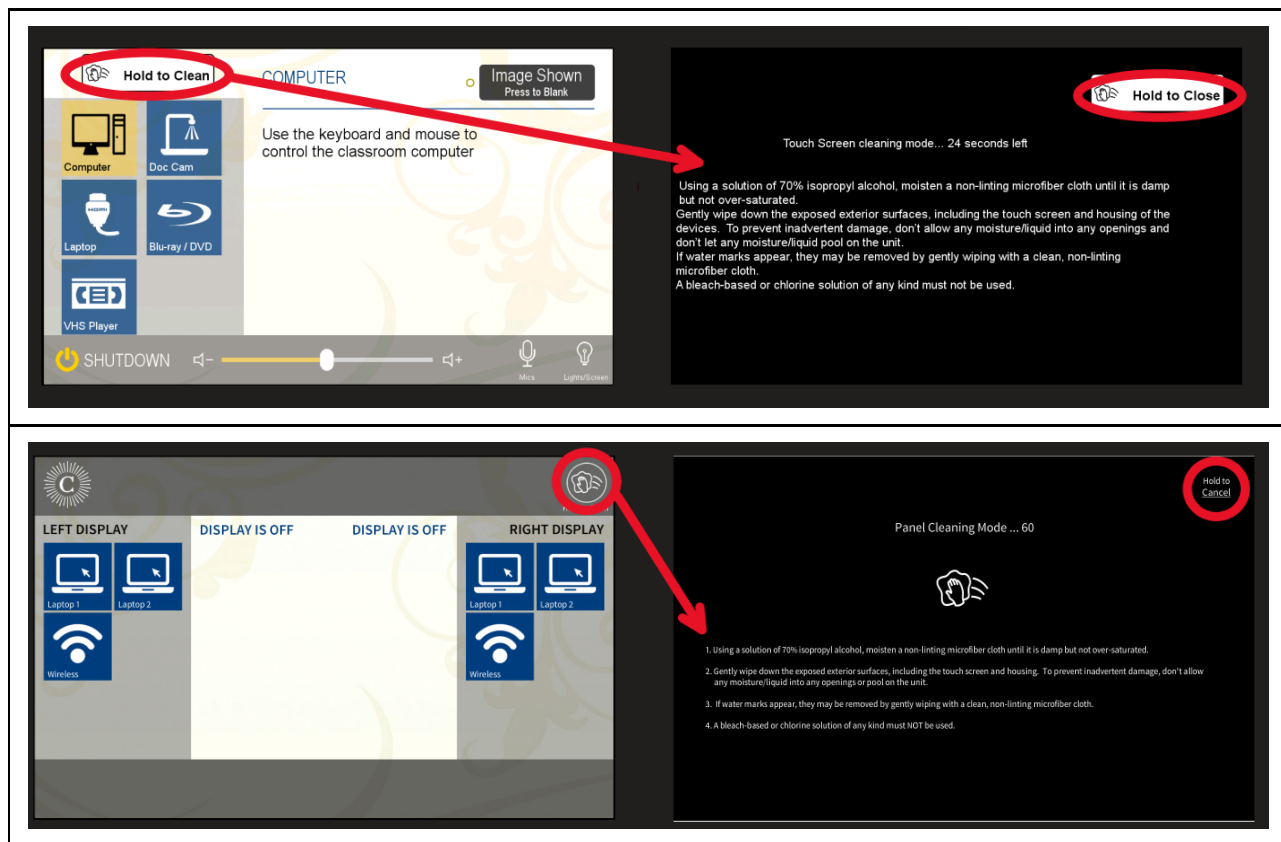 Hold to Clean
COMPUTER
Image Shown
Press to Blank
Use the keyboard and mouse to
control the classroom computer
Computer
Doc Cam
HDMI
Laptop
Blu-ray / DVD
VHS Player
SHUTDOWN
Mics
Lights/Screen
Hold to Close
Touch Screen cleaning mode... 24 seconds left
Using a solution of 70% isopropyl alcohol, moisten a non-linting microfiber cloth until it is damp
but not over-saturated.
Gently wipe down the exposed exterior surfaces, including the touch screen and housing of the
devices. To prevent inadvertent damage, don't allow any moisture/liquid into any openings and
don't let any moisture/liquid pool on the unit.
If water marks appear, they may be removed by gently wiping with a clean, non-linting
microfiber cloth.
A bleach-based or chlorine solution of any kind must not be used.
C
LEFT DISPLAY
DISPLAY IS OFF
DISPLAY IS OFF
RIGHT DISPLAY
Laptop 1
Laptop 2
Wireless
Laptop 1
Laptop 2
Wireless
Hold to
Cancel
Panel Cleaning Mode ... 60
1. Using a solution of 70% isopropyl alcohol, moisten a non-linting microfiber cloth until it is damp but not over-saturated.
2. Gently wipe down the exposed exterior surfaces, including the touch screen and housing. To prevent inadvertent damage, don't allow
any moisture/liquid into any openings or pool on the unit.
3. If water marks appear, they may be removed by gently wiping with a clean, non-linting microfiber cloth.
4. A bleach-based or chlorine solution of any kind must NOT be used.